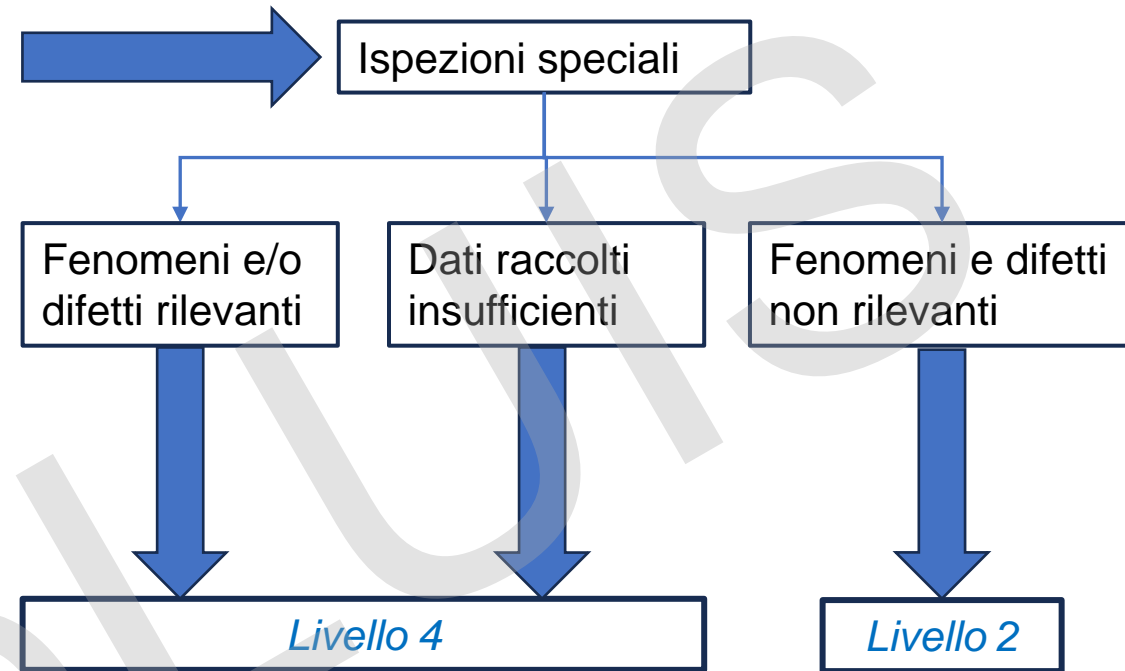 Ispezioni speciali
Fenomeni e/o
difetti rilevanti
Dati raccolti
insufficienti
Fenomeni e difetti
non rilevanti
Livello 4
Livello 2